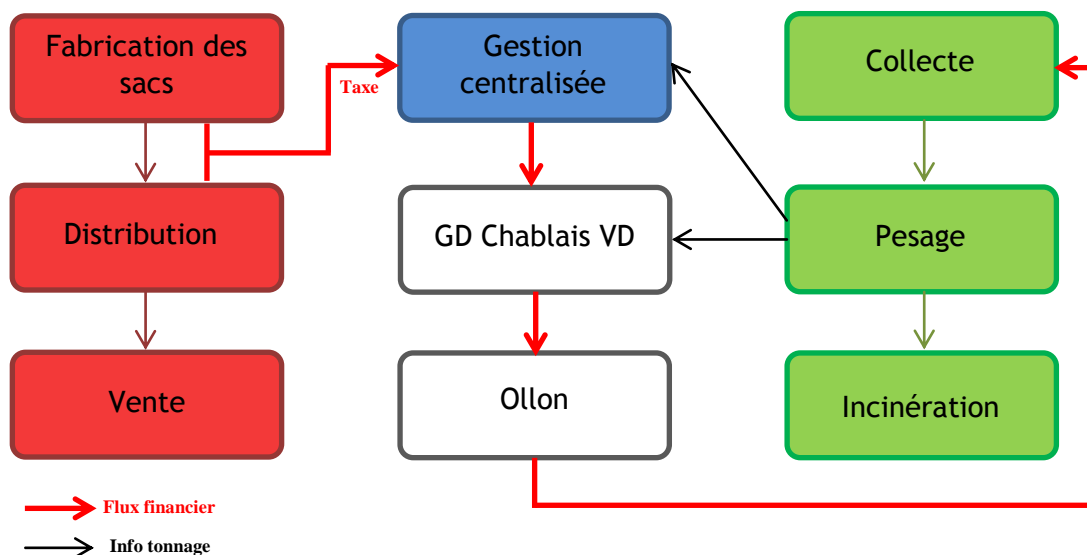 Fabrication des
sacs
Gestion
centralisée
Collecte
Taxe
Distribution
GD Chablais VD
Pesage
Vente
Ollon
Incinération
Flux financier
Info tonnage